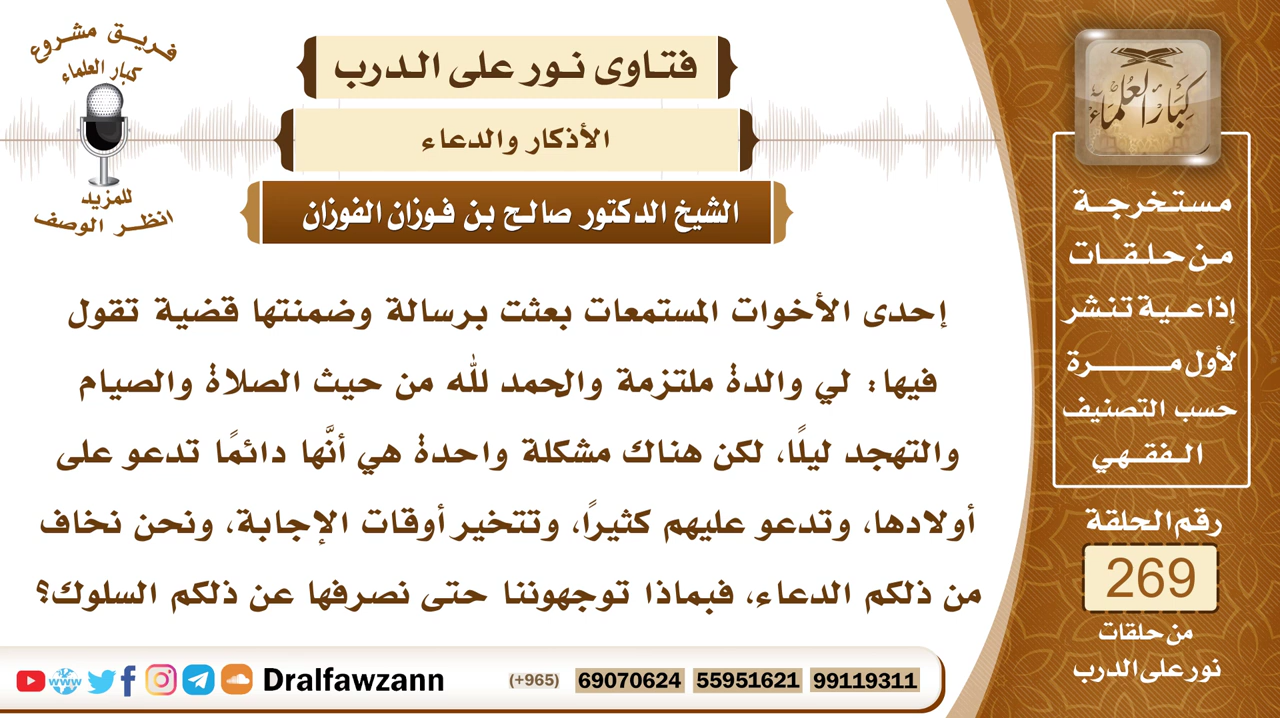 فريق مشروع
كبار العلماء
للمزيد
انظر الوصف
فتاوى نور على الدرب
الأذكار والدعاء
الشيخ الدكتور صالح بن فوزان الفوزان
إحدى الأخوات المستمعات بعثت برسالة وضمنتها قضية تقول
فيها: لي والدة ملتزمة والحمد لله من حيث الصلاة والصيام
والتهجد ليلًا، لكن هناك مشكلة واحدة هي أنَّها دائمًا تدعو على
أولادها، وتدعو عليهم كثيرًا، وتتخير أوقات الإجابة، ونحن نخاف
من ذلكم الدعاء، فبماذا توجهوننا حتى نصرفها عن ذلكم السلوك؟
كبار العلماء
مستخرجة
من حلقات
إذاعية تنشر
لأول مرة
حسب التصنيف
الفقهي
رقم الحلقة
269
من حلقات
نور على الدرب
www Dralfawzann (+965) 69070624 55951621 99119311